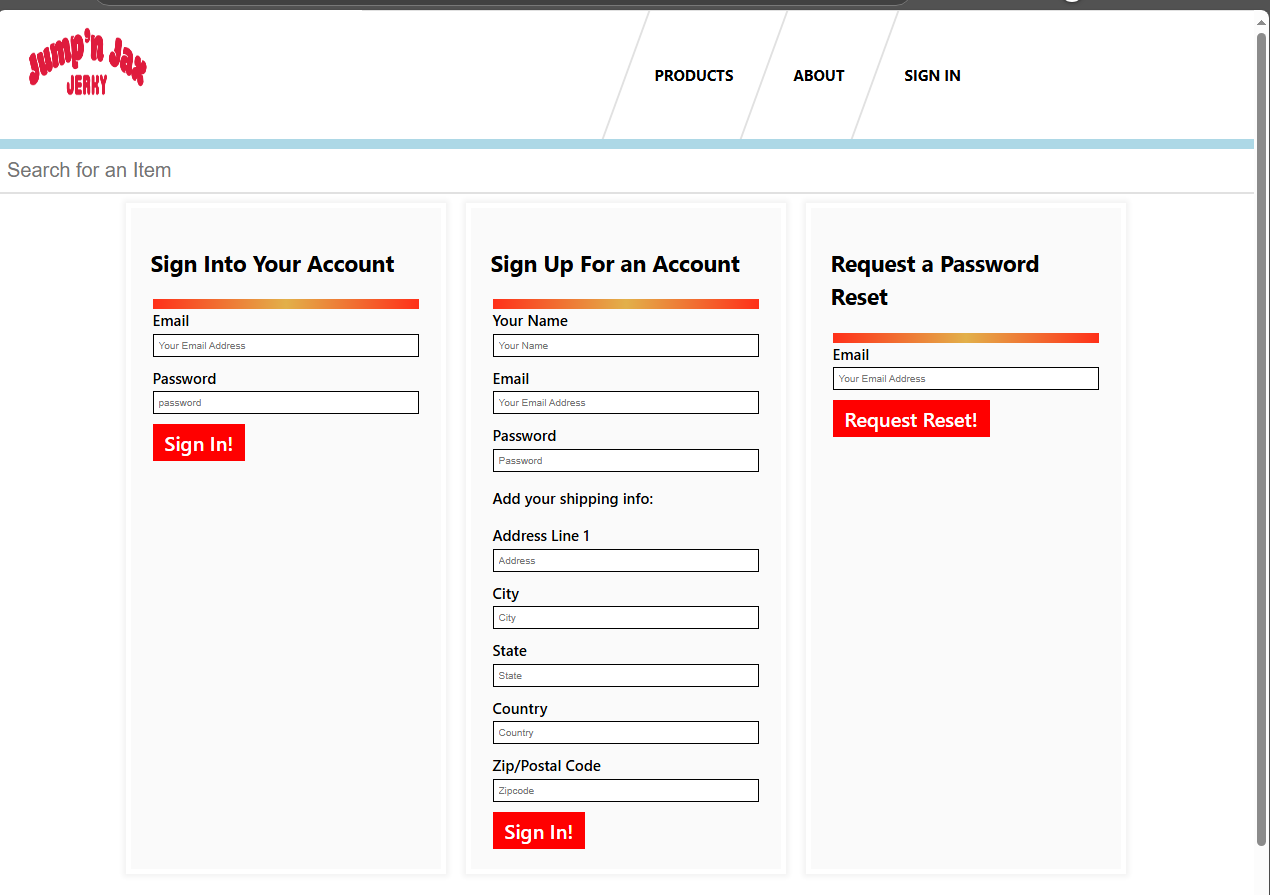 Jump'n Jax
JERKY
PRODUCTS ABOUT SIGN IN
Search for an Item
Sign Into Your Account
Email
Your Email Address
Password
password
Sign In!
Sign Up For an Account
Your Name
Your Name
Email
Your Email Address
Password
Password
Add your shipping info:
Address Line 1
Address
City
City
State
State
Country
Country
Zip/Postal Code
Zipcode
Sign In!
Request a Password
Reset
Email
Your Email Address
Request Reset!